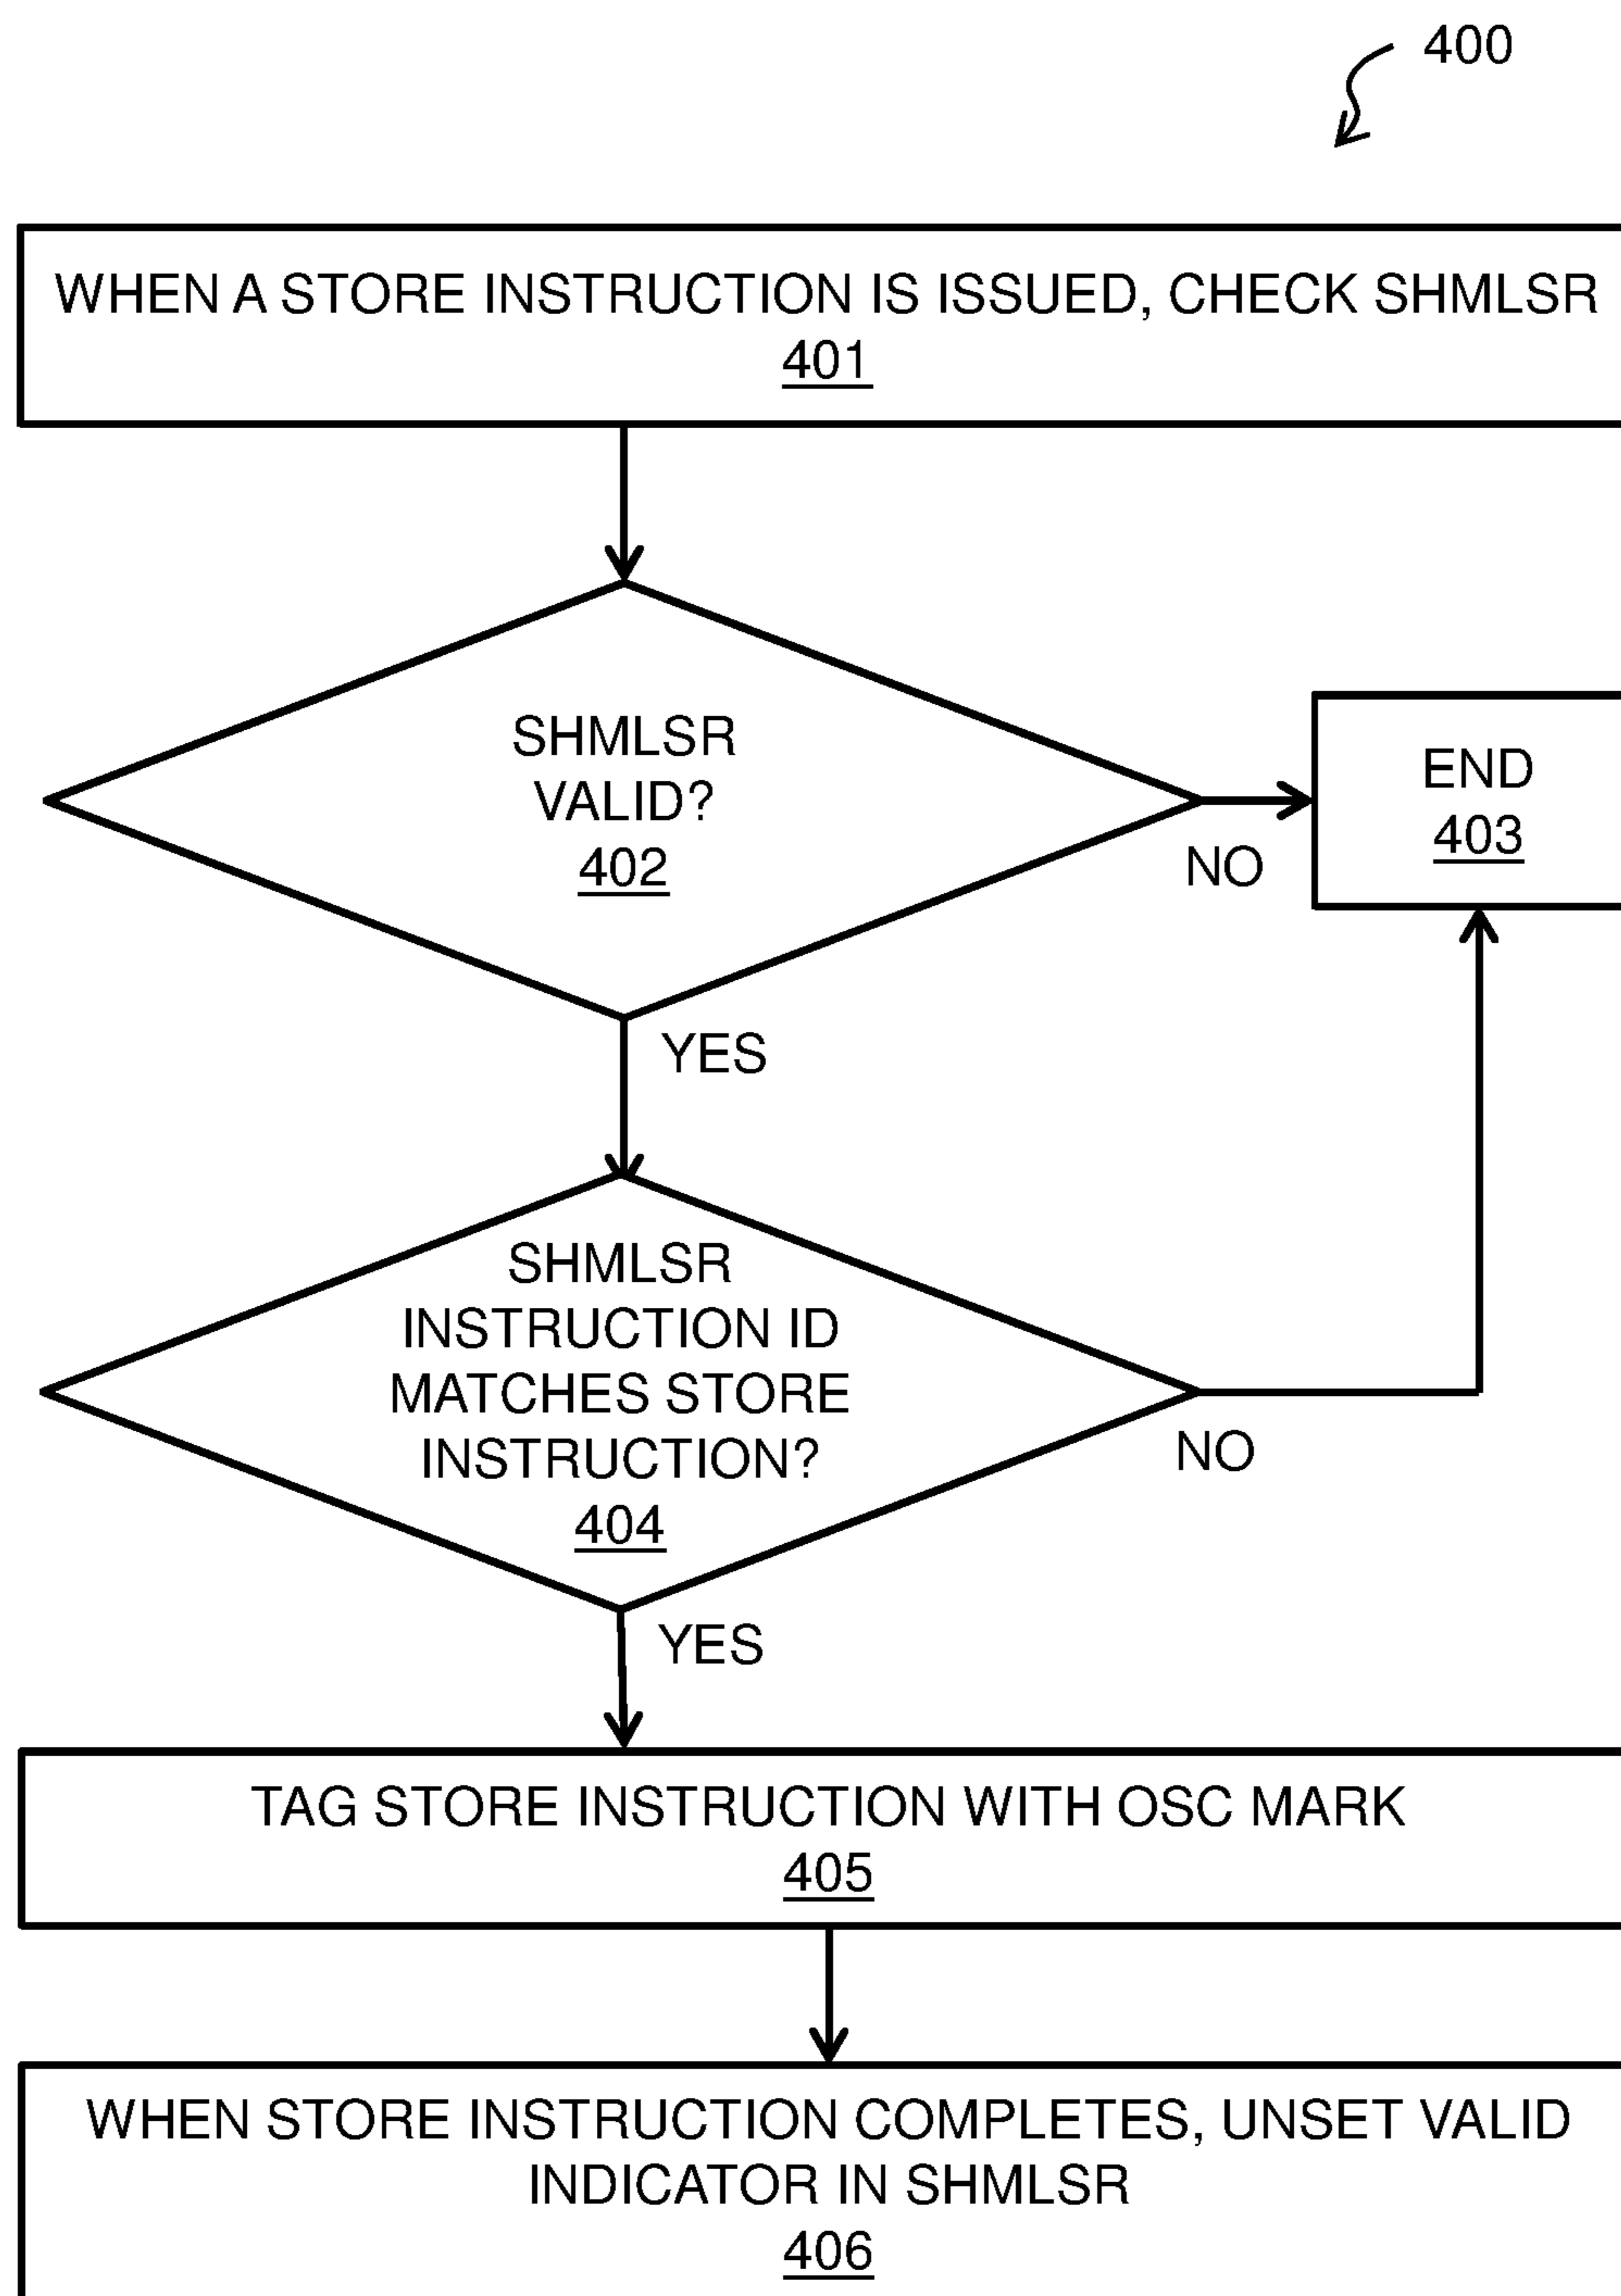 400
WHEN A STORE INSTRUCTION IS ISSUED, CHECK SHMLSR
401
SHMLSR
VALID?
402
NO
END
403
YES
SHMLSR
INSTRUCTION ID
MATCHES STORE
INSTRUCTION?
404
NO
YES
TAG STORE INSTRUCTION WITH OSC MARK
405
WHEN STORE INSTRUCTION COMPLETES, UNSET VALID
INDICATOR IN SHMLSR
406